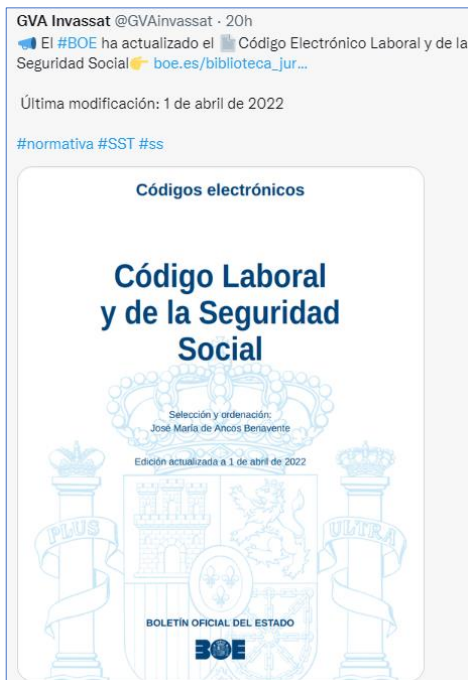 GVA Invassat @GVAinvassat · 20h
📢 El #BOE ha actualizado el 📄 Código Electrónico Laboral y de la
Seguridad Social👉 boe.es/biblioteca_jur...
Última modificación: 1 de abril de 2022
#normativa #SST #ss
Códigos electrónicos
Código Laboral
y de la Seguridad
Social
Selección y ordenación:
José María de Ancos Benavente
Edición actualizada a 1 de abril de 2022
PLUS
ULTRA
BOLETÍN OFICIAL DEL ESTADO
BOE